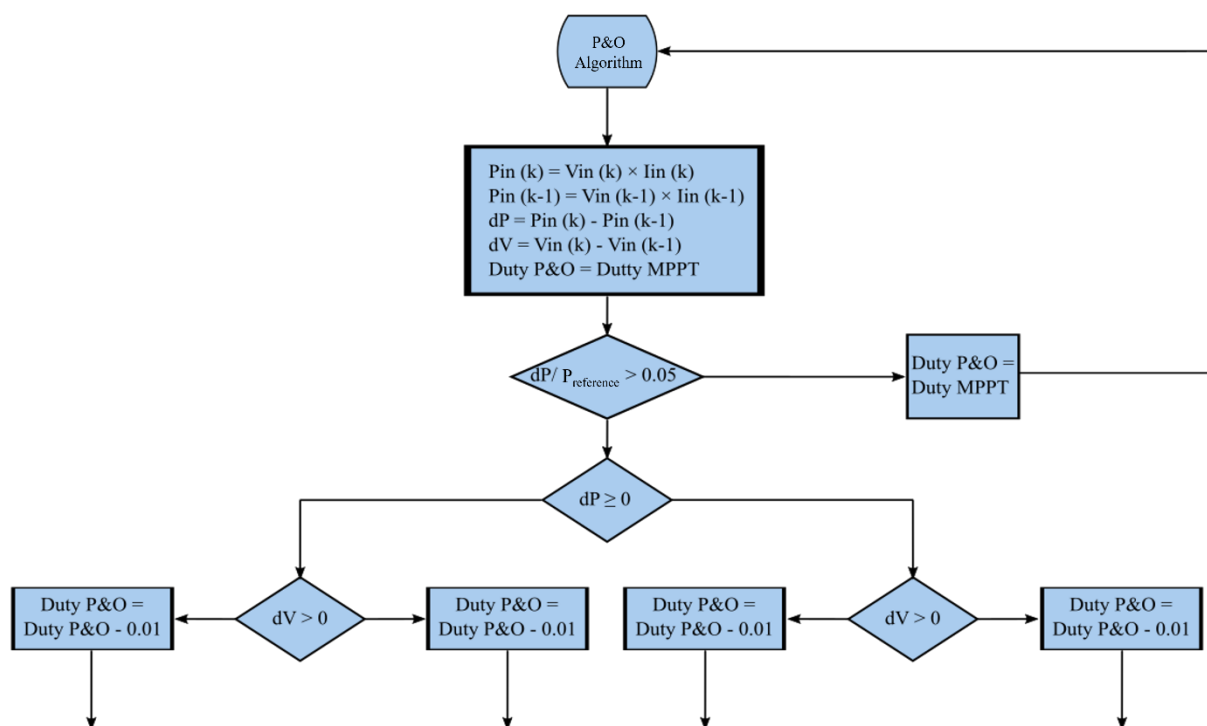 P&O
Algorithm
Pin (k) = Vin (k) × Iin (k)
Pin (k-1) = Vin (k-1) × Iin (k-1)
dP = Pin (k) - Pin (k-1)
dV = Vin (k) - Vin (k-1)
Duty P&O = Dutty MPPT
dP/ Preference > 0.05
Duty P&O =
Duty MPPT
dP ≥ 0
Duty P&O =
Duty P&O - 0.01
dV > 0
Duty P&O =
Duty P&O - 0.01
Duty P&O =
Duty P&O - 0.01
dV > 0
Duty P&O =
Duty P&O - 0.01